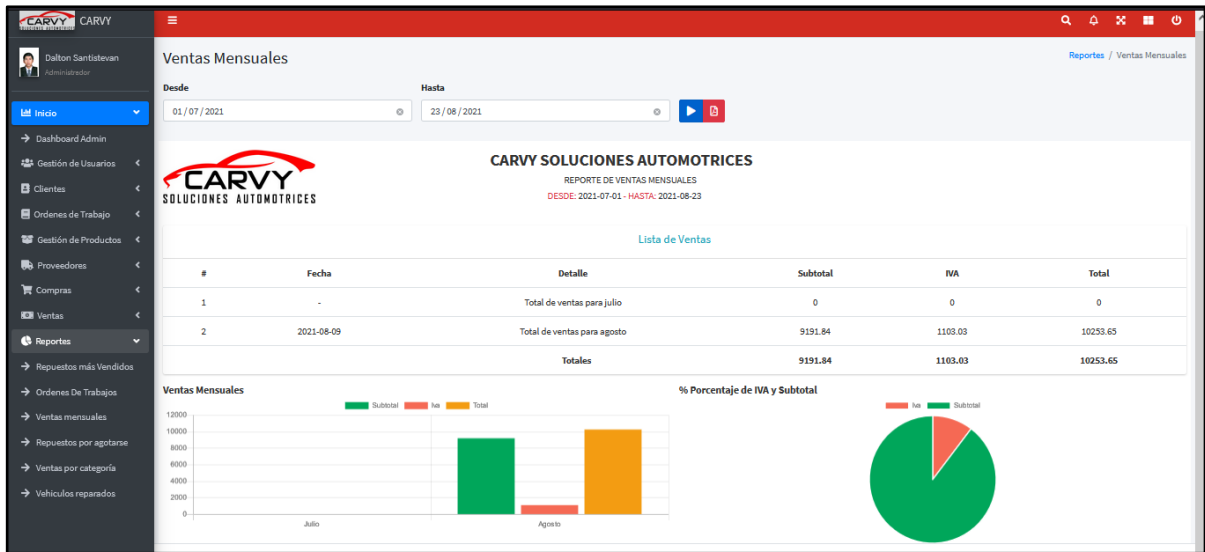 CARVY
SOLUCIONES AUTOMOTRICES
CARVY
Dalton Santistevan
Administrador
Inicio
Dashboard Admin
Gestión de Usuarios
Clientes
Ordenes de Trabajo
Gestión de Productos
Proveedores
Compras
Ventas
Reportes
Repuestos más Vendidos
Ordenes De Trabajos
Ventas mensuales
Repuestos por agotarse
Ventas por categoría
Vehiculos reparados
Ventas Mensuales
Reportes / Ventas Mensuales
Desde
Hasta
01 / 07 / 2021
23 / 08 / 2021
CARVY
SOLUCIONES AUTOMOTRICES
CARVY SOLUCIONES AUTOMOTRICES
REPORTE DE VENTAS MENSUALES
DESDE: 2021-07-01 - HASTA: 2021-08-23
Lista de Ventas
# Fecha Detalle Subtotal IVA Total
1 - Total de ventas para julio 0 0 0
2 2021-08-09 Total de ventas para agosto 9191.84 1103.03 10253.65
Totales 9191.84 1103.03 10253.65
Ventas Mensuales
Subtotal Iva Total
12000
10000
8000
6000
4000
2000
0
Julio Agosto
% Porcentaje de IVA y Subtotal
Iva Subtotal